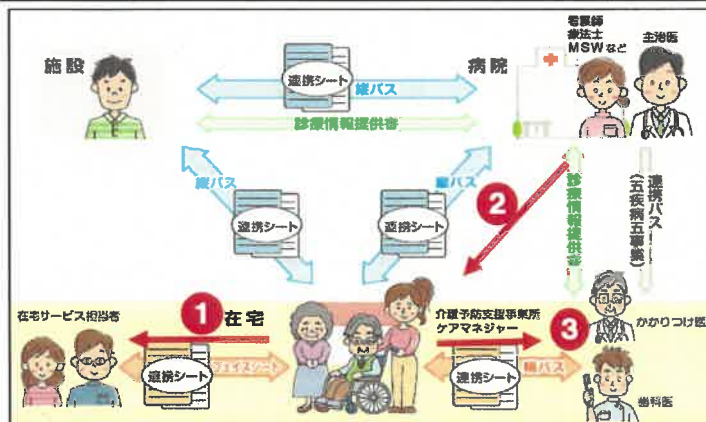 看護師
療法士
MSWなど
主治医
施設
病院
連携シート
縦パス
診療情報提供書
縦パス
縦パス
連携シート
連携シート
2
診療情報提供書
連携パス
(五疾病五事業)
1
在宅
在宅サービス担当者
介護予防支援事業所
ケアマネジャー
3
かかりつけ医
連携シート
フェイスシート
連携シート
横パス
歯科医